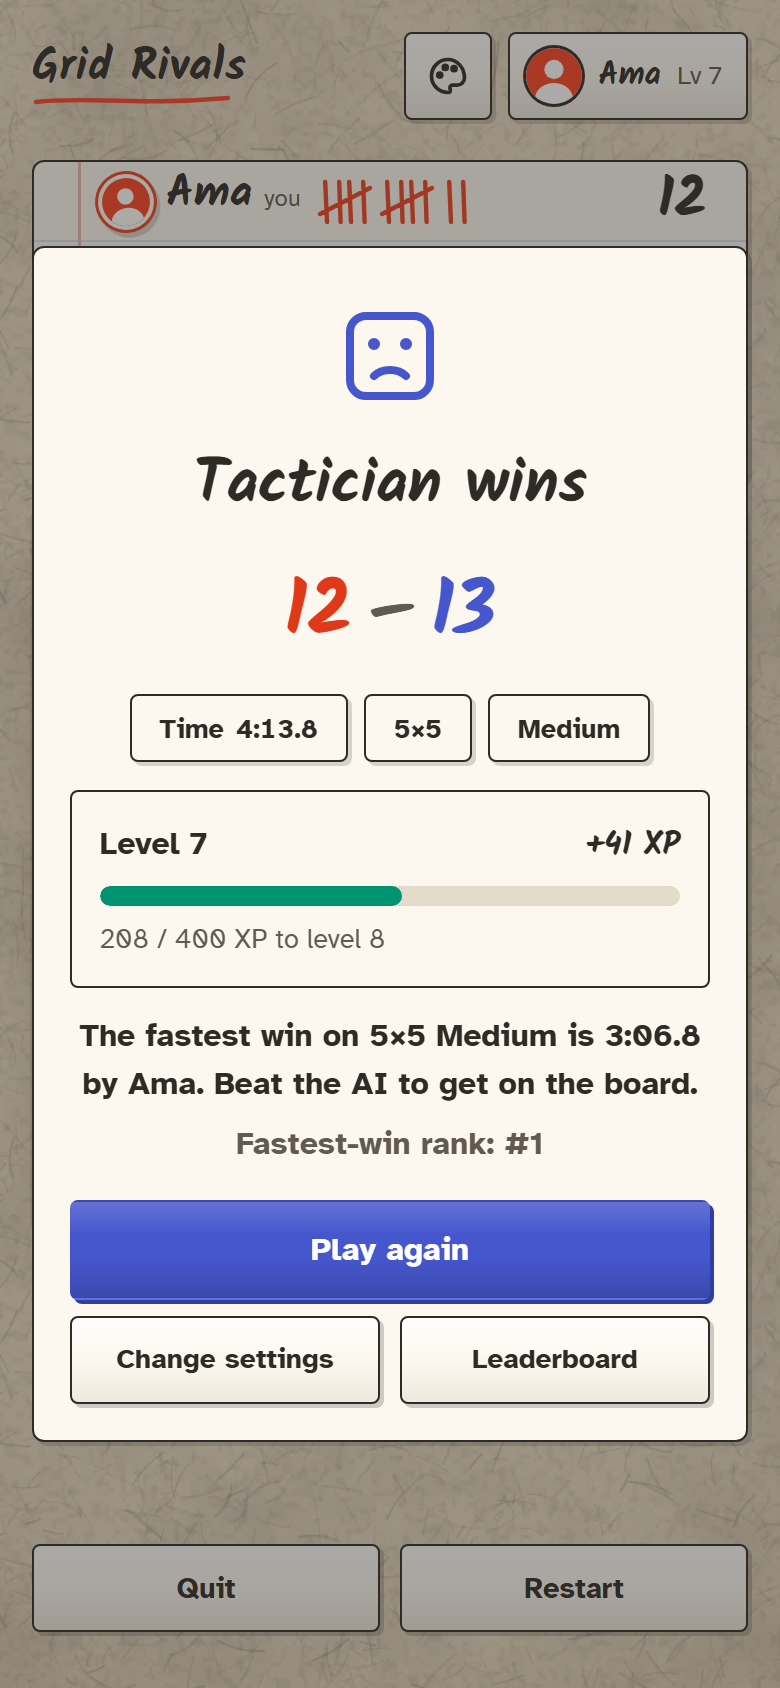 Grid Rivals
Ama Lv 7
Ama you 12
Tactician wins
12 – 13
Time 4:13.8
5×5
Medium
Level 7
+41 XP
208 / 400 XP to level 8
The fastest win on 5×5 Medium is 3:06.8
by Ama. Beat the AI to get on the board.
Fastest-win rank: #1
Play again
Change settings
Leaderboard
Quit
Restart